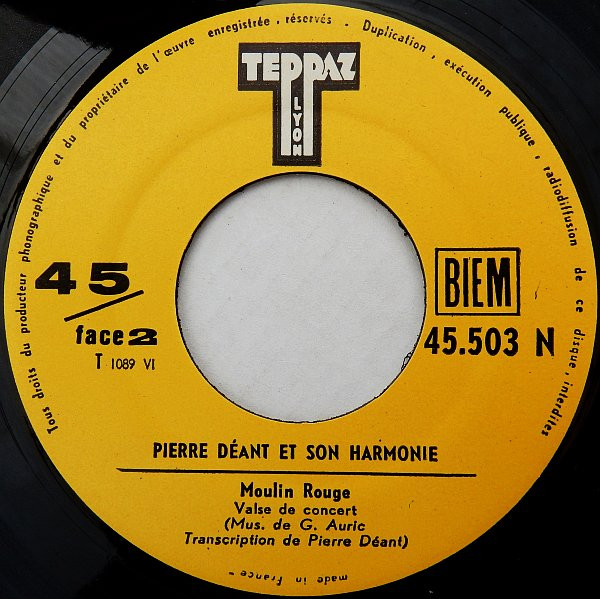 Tous droits du producteur phonographique et du propriétaire de l'œuvre enregistrée, réservés - Duplication, exécution publique, radiodiffusion de ce disque, interdites
TEPPAZ
LYON
45
face2
T 1089 VI
BIEM
45.503 N
PIERRE DÉANT ET SON HARMONIE
Moulin Rouge
Valse de concert
(Mus. de G. Auric
Transcription de Pierre Déant)
"made in France"